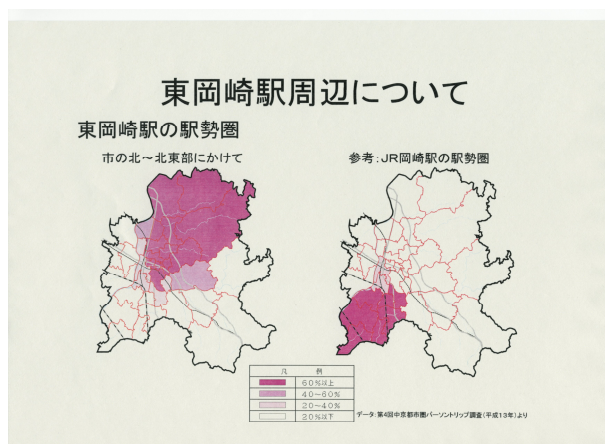 東岡崎駅周辺について
東岡崎駅の駅勢圏
市の北～北東部にかけて
参考：JR岡崎駅の駅勢圏
凡 例
60%以上
40～60%
20～40%
20%以下
データ：第4回中京都市圏パーソントリップ調査（平成13年）より